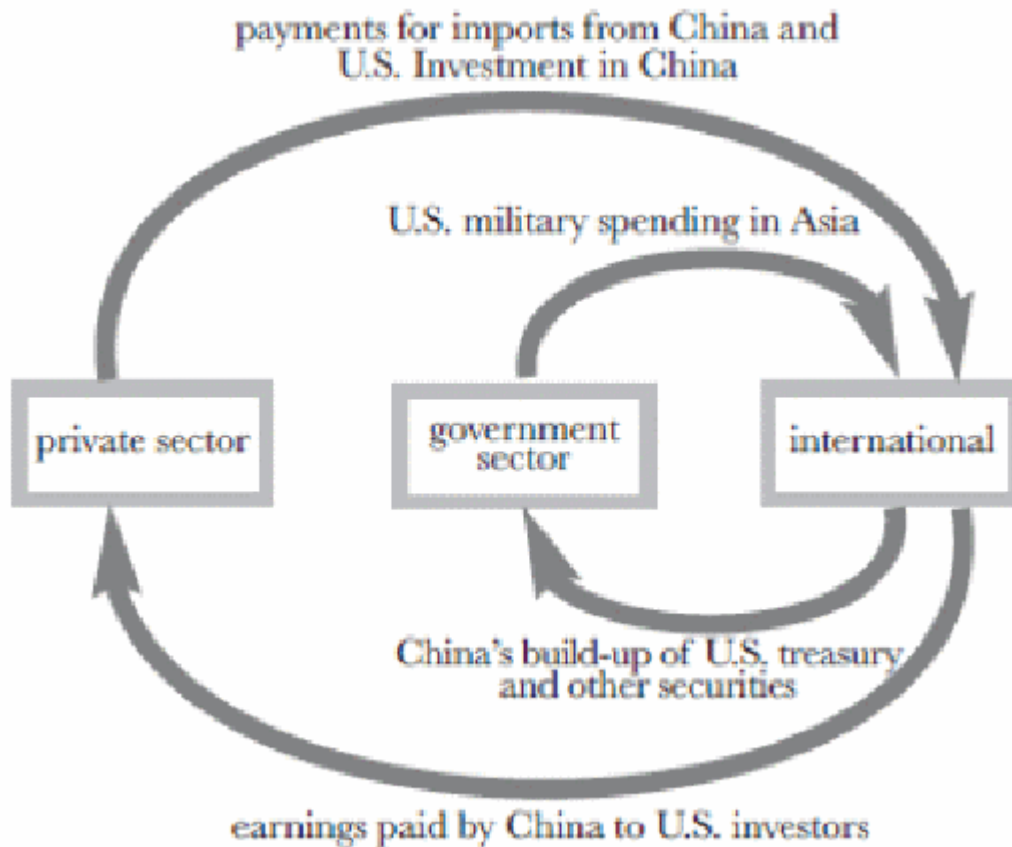 payments for imports from China and
U.S. Investment in China
U.S. military spending in Asia
private sector
government
sector
international
China's build-up of U.S. treasury
and other securities
earnings paid by China to U.S. investors